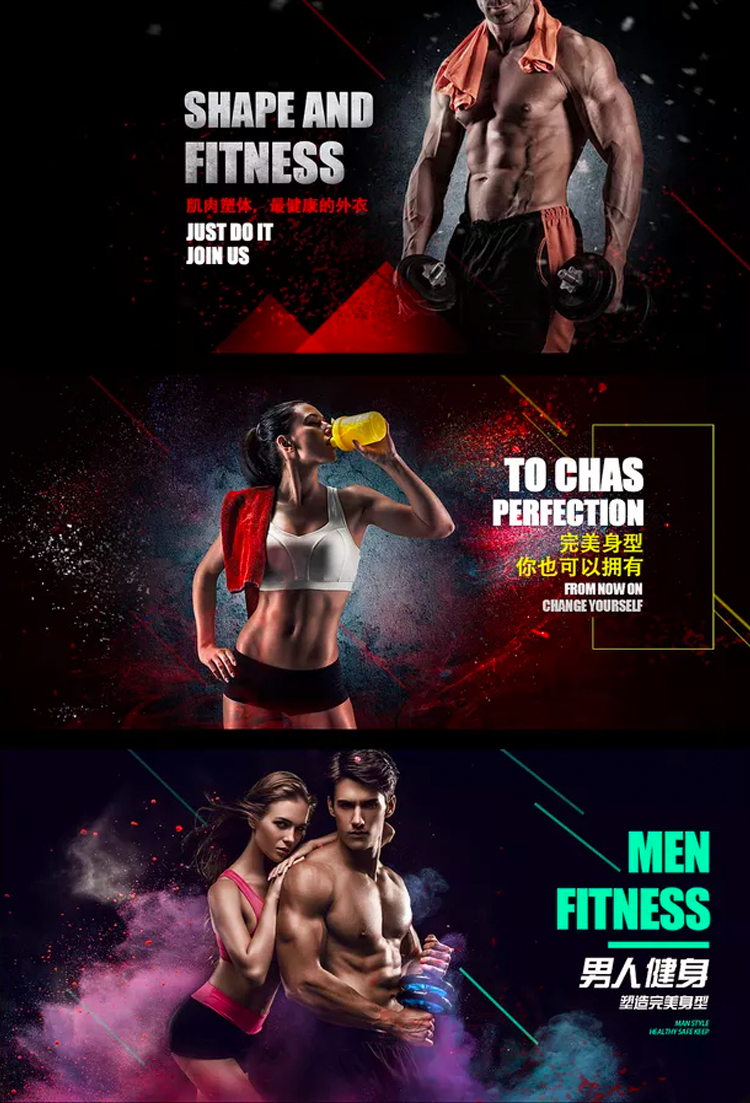 SHAPE AND
FITNESS
肌肉塑体，最健康的外衣
JUST DO IT
JOIN US
TO CHAS
PERFECTION
完美身型
你也可以拥有
FROM NOW ON
CHANGE YOURSELF
MEN
FITNESS
男人健身
塑造完美身型
MAN STYLE
HEALTHY SAFE KEEP